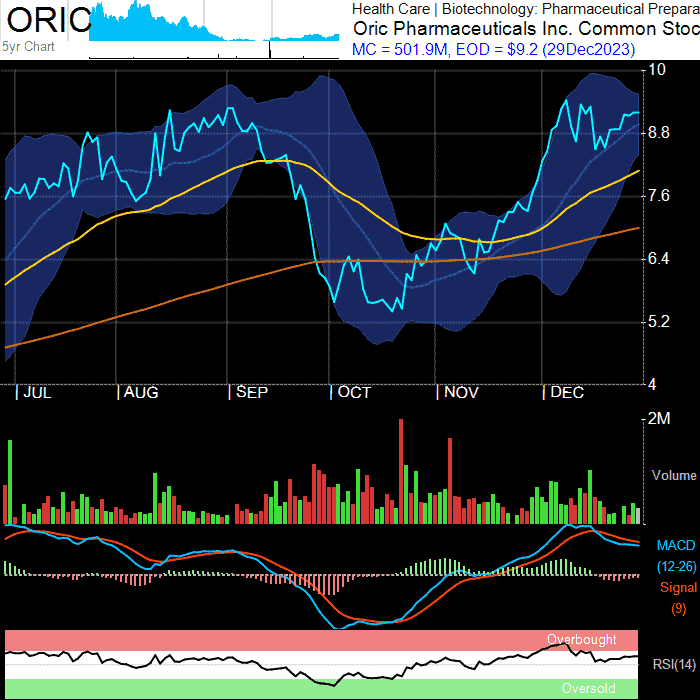 ORIC
5yr Chart
Health Care | Biotechnology: Pharmaceutical Prepara
Oric Pharmaceuticals Inc. Common Stoc
MC = 501.9M, EOD = $9.2 (29Dec2023)
10
8.8
7.6
6.4
5.2
4
JUL AUG SEP OCT NOV DEC
2M
Volume
MACD
(12-26)
Signal
(9)
Overbought
RSI(14)
Oversold